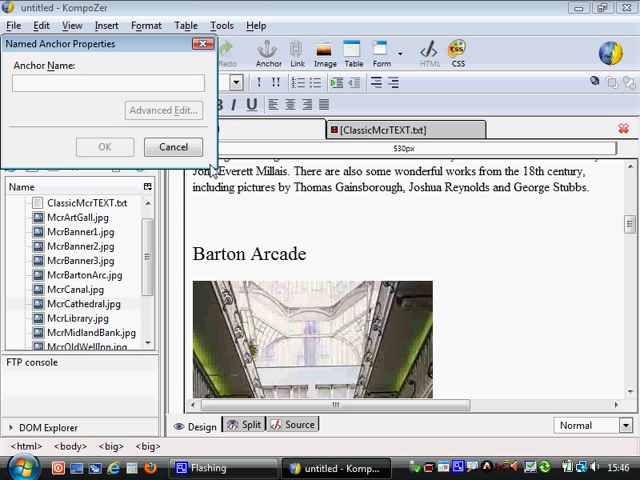 untitled - KompoZer
File Edit View Insert Format Table Tools Help
Named Anchor Properties
Anchor Name:
Advanced Edit...
OK Cancel
Redo Anchor Link Image Table Form HTML CSS
B I U
[ClassicMcrTEXT.txt]
530px
John Everett Millais. There are also some wonderful works from the 18th century,
including pictures by Thomas Gainsborough, Joshua Reynolds and George Stubbs.
Barton Arcade
Name
ClassicMcrTEXT.txt
McrArtGall.jpg
McrBanner1.jpg
McrBanner2.jpg
McrBanner3.jpg
McrBartonArc.jpg
McrCanal.jpg
McrCathedral.jpg
McrLibrary.jpg
McrMidlandBank.jpg
McrOldWellInn.jpg
FTP console
DOM Explorer
Design Split Source
Normal
<html> <body> <big> <big>
Flashing
untitled - Kompo...
15:46